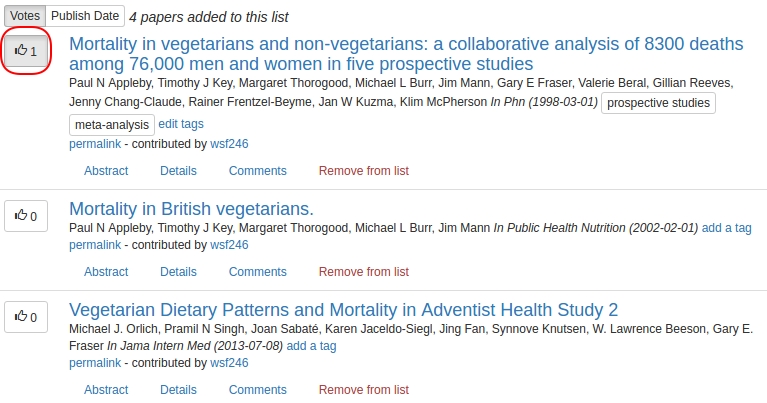 Votes Publish Date 4 papers added to this list
1 Mortality in vegetarians and non-vegetarians: a collaborative analysis of 8300 deaths
among 76,000 men and women in five prospective studies
Paul N Appleby, Timothy J Key, Margaret Thorogood, Michael L Burr, Jim Mann, Gary E Fraser, Valerie Beral, Gillian Reeves,
Jenny Chang-Claude, Rainer Frentzel-Beyme, Jan W Kuzma, Klim McPherson In Phn (1998-03-01) prospective studies
meta-analysis edit tags
permalink - contributed by wsf246
Abstract Details Comments Remove from list
0 Mortality in British vegetarians.
Paul N Appleby, Timothy J Key, Margaret Thorogood, Michael L Burr, Jim Mann In Public Health Nutrition (2002-02-01) add a tag
permalink - contributed by wsf246
Abstract Details Comments Remove from list
0 Vegetarian Dietary Patterns and Mortality in Adventist Health Study 2
Michael J. Orlich, Pramil N Singh, Joan Sabaté, Karen Jaceldo-Siegl, Jing Fan, Synnove Knutsen, W. Lawrence Beeson, Gary E.
Fraser In Jama Intern Med (2013-07-08) add a tag
permalink - contributed by wsf246
Abstract Details Comments Remove from list